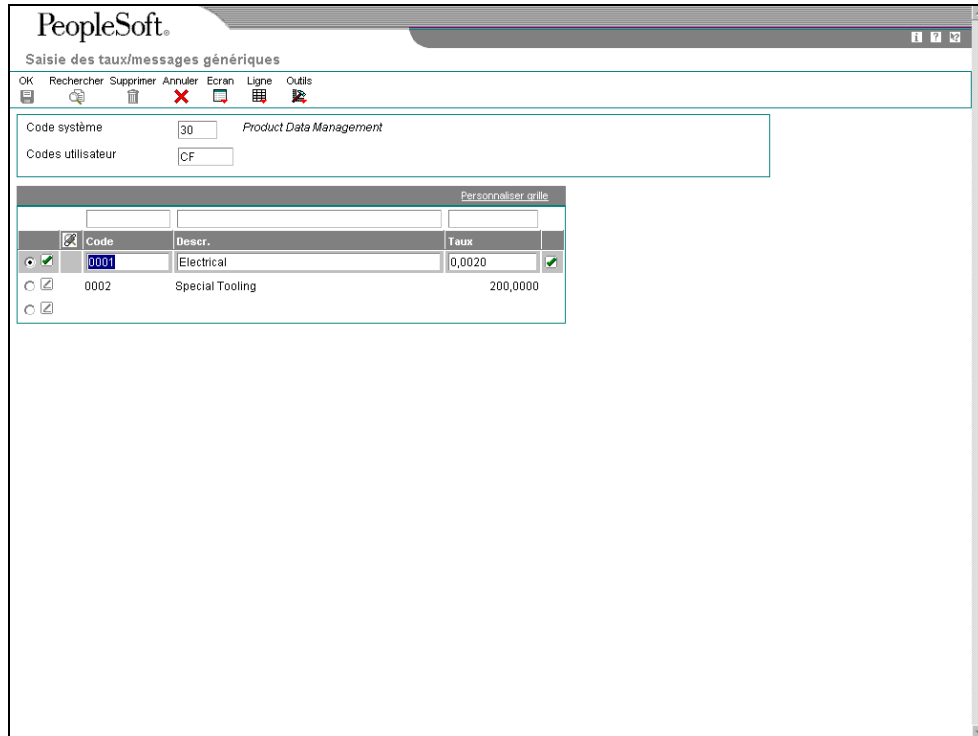 PeopleSoft®
Saisie des taux/messages génériques
OK Rechercher Supprimer Annuler Ecran Ligne Outils
Code système 30 Product Data Management
Codes utilisateur CF
Personnaliser grille
Code Descr. Taux
0001 Electrical 0,0020
0002 Special Tooling 200,0000